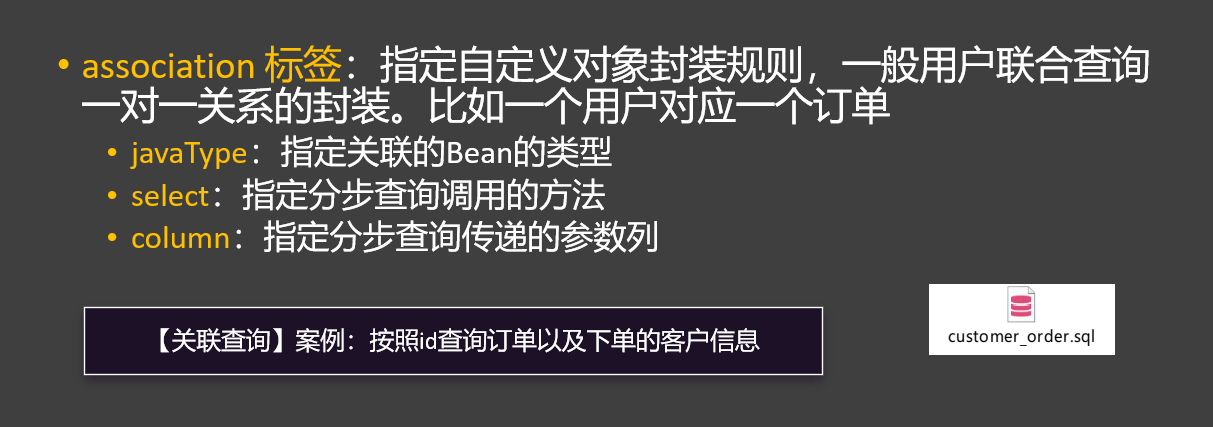 • association 标签：指定自定义对象封装规则，一般用户联合查询
一对一关系的封装。比如一个用户对应一个订单
• javaType：指定关联的Bean的类型
• select：指定分步查询调用的方法
• column：指定分步查询传递的参数列
【关联查询】案例：按照id查询订单以及下单的客户信息
customer_order.sql